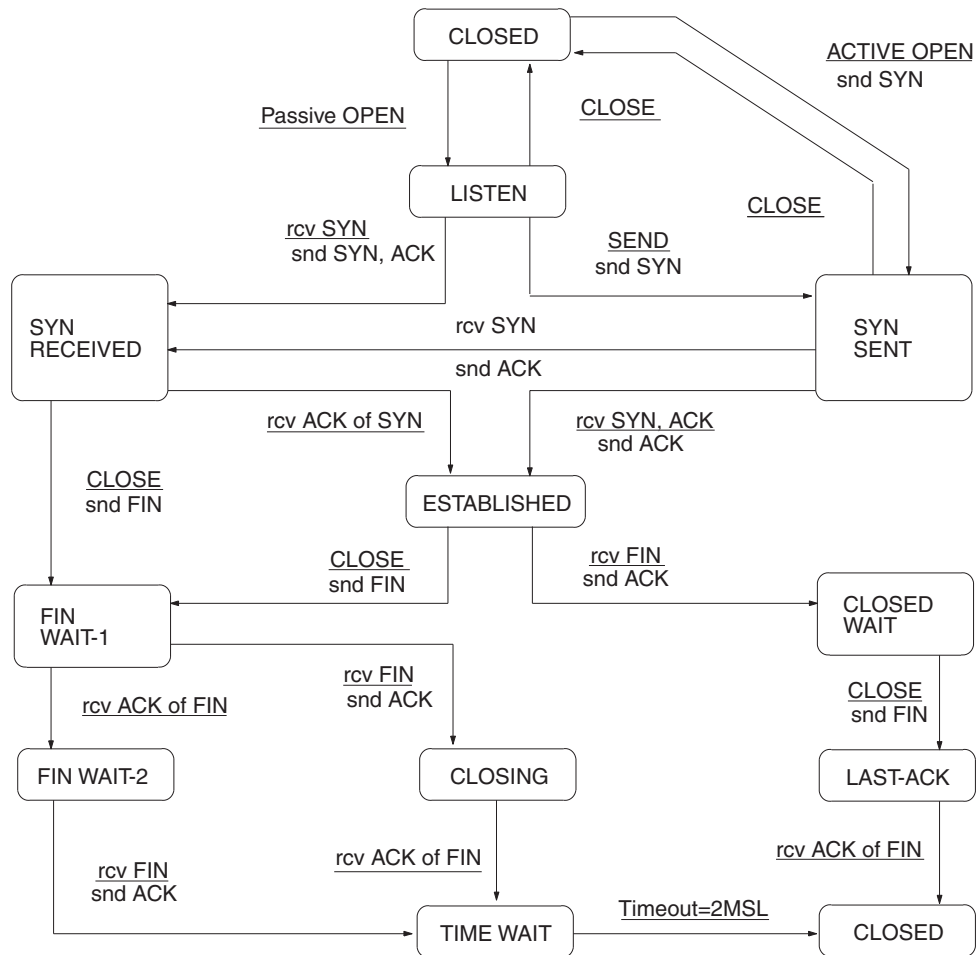 CLOSED
ACTIVE OPEN
snd SYN
Passive OPEN
CLOSE
LISTEN
CLOSE
rcv SYN
snd SYN, ACK
SEND
snd SYN
SYN
RECEIVED
rcv SYN
snd ACK
SYN
SENT
rcv ACK of SYN
rcv SYN, ACK
snd ACK
CLOSE
snd FIN
ESTABLISHED
CLOSE
snd FIN
rcv FIN
snd ACK
FIN
WAIT-1
CLOSED
WAIT
rcv FIN
snd ACK
rcv ACK of FIN
CLOSE
snd FIN
FIN WAIT-2
CLOSING
LAST-ACK
rcv FIN
snd ACK
rcv ACK of FIN
rcv ACK of FIN
TIME WAIT
Timeout=2MSL
CLOSED